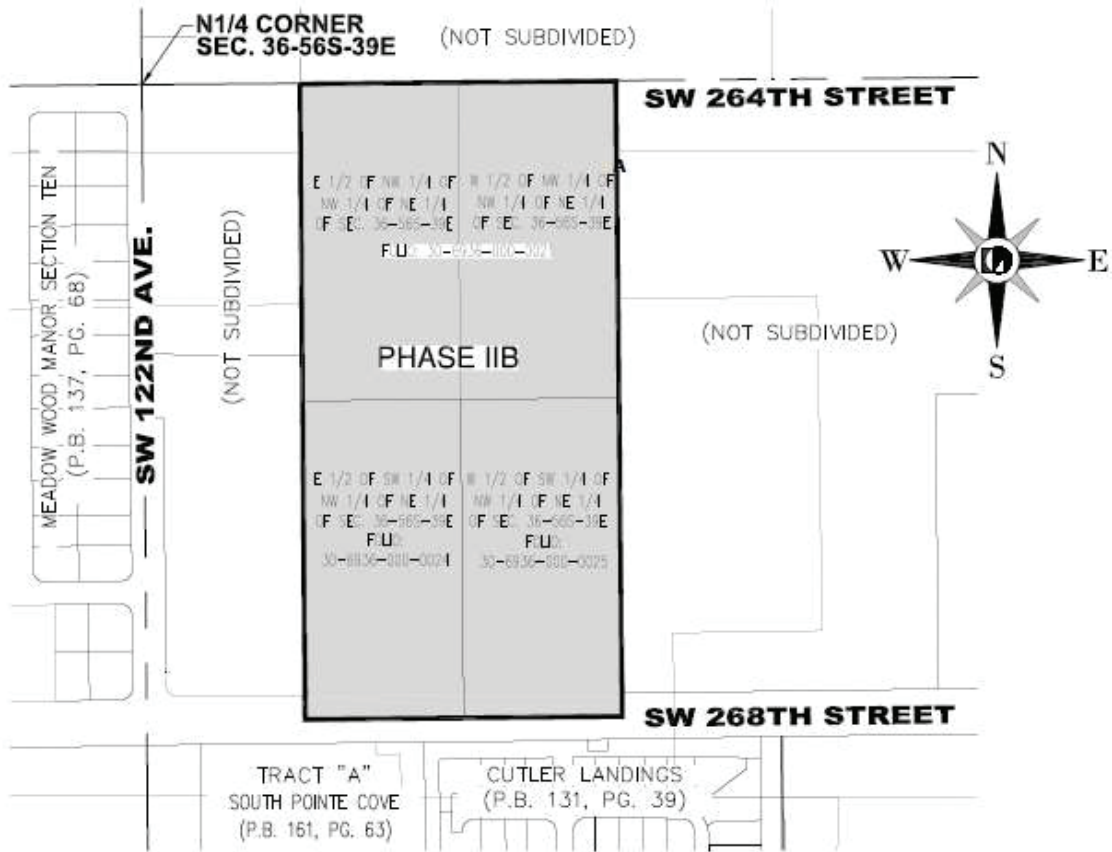 N1/4 CORNER
SEC. 36-56S-39E
(NOT SUBDIVIDED)
SW 264TH STREET
MEADOW WOOD MANOR SECTION TEN
(P.B. 137, PG. 68)
SW 122ND AVE.
(NOT SUBDIVIDED)
E 1/2 OF NW 1/4 OF
NW 1/4 OF NE 1/4
OF SEC. 36-56S-39E
W 1/2 OF NW 1/4 OF
NW 1/4 OF NE 1/4
OF SEC. 36-56S-39E
A
PHASE IIB
(NOT SUBDIVIDED)
N
W
E
S
E 1/2 OF SW 1/4 OF
NW 1/4 OF NE 1/4
OF SEC. 36-56S-39E
FOLIO:
30-6936-000-0024
W 1/2 OF SW 1/4 OF
NW 1/4 OF NE 1/4
OF SEC. 36-56S-39E
FOLIO:
30-6936-000-0025
SW 268TH STREET
TRACT "A"
SOUTH POINTE COVE
(P.B. 161, PG. 63)
CUTLER LANDINGS
(P.B. 131, PG. 39)